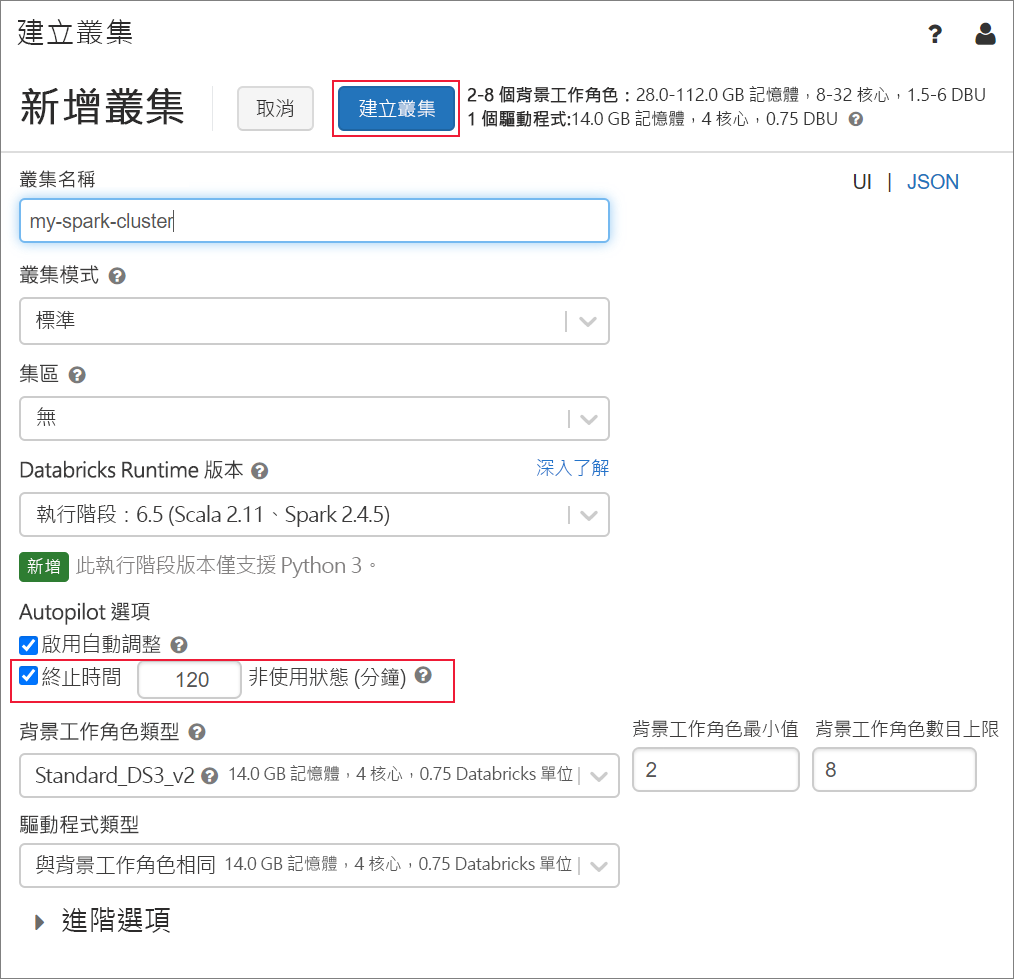 建立叢集
?
新增叢集
取消
建立叢集
2-8 個背景工作角色：28.0-112.0 GB 記憶體，8-32 核心，1.5-6 DBU
1 個驅動程式:14.0 GB 記憶體，4 核心，0.75 DBU ?
叢集名稱
UI | JSON
my-spark-cluster
叢集模式 ?
標準
集區 ?
無
Databricks Runtime 版本 ?
深入了解
執行階段：6.5 (Scala 2.11、Spark 2.4.5)
新增 此執行階段版本僅支援 Python 3。
Autopilot 選項
啟用自動調整 ?
終止時間 120 非使用狀態 (分鐘) ?
背景工作角色類型 ?
背景工作角色最小值 背景工作角色數目上限
Standard_DS3_v2 ? 14.0 GB 記憶體，4 核心，0.75 Databricks 單位
2
8
驅動程式類型
與背景工作角色相同 14.0 GB 記憶體，4 核心，0.75 Databricks 單位
進階選項